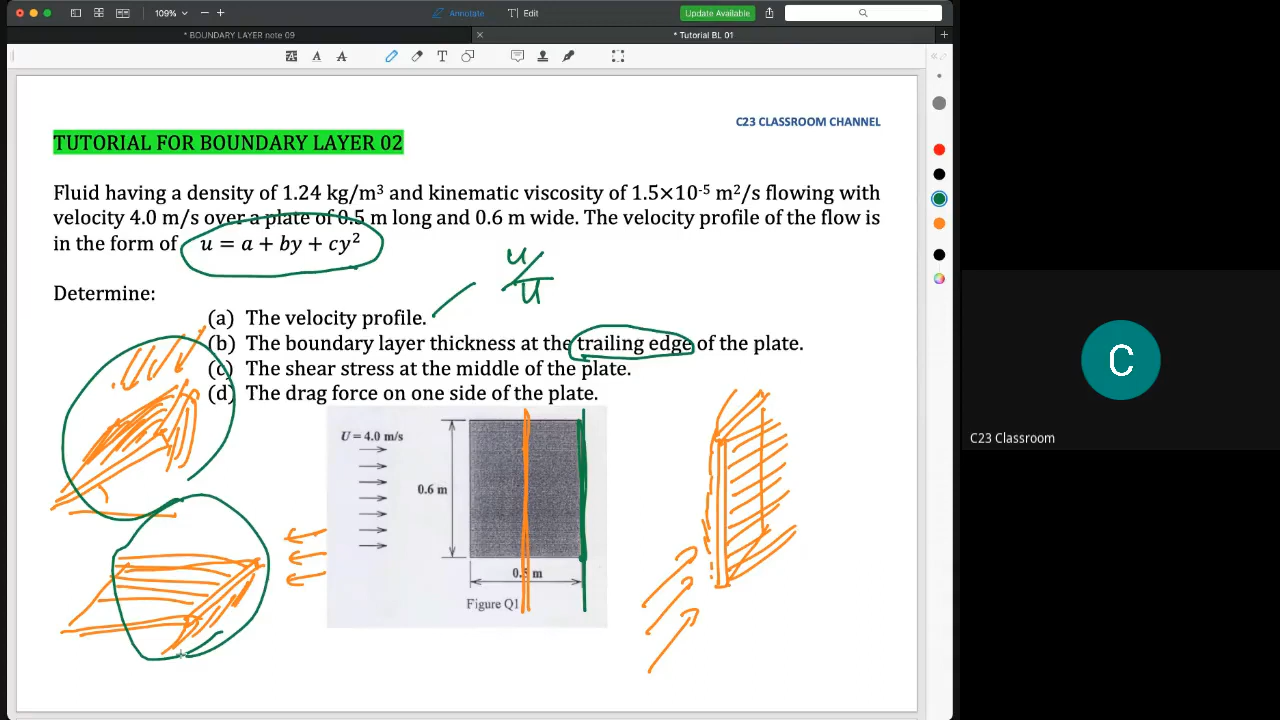 109%
Annotate
Edit
Update Available
* BOUNDARY LAYER note 09
* Tutorial BL 01
C23 CLASSROOM CHANNEL
TUTORIAL FOR BOUNDARY LAYER 02
Fluid having a density of 1.24 kg/m³ and kinematic viscosity of 1.5×10⁻⁵ m²/s flowing with
velocity 4.0 m/s over a plate of 0.5 m long and 0.6 m wide. The velocity profile of the flow is
in the form of u = a + by + cy²
u/U
Determine:
(a) The velocity profile.
(b) The boundary layer thickness at the trailing edge of the plate.
(c) The shear stress at the middle of the plate.
(d) The drag force on one side of the plate.
U = 4.0 m/s
0.6 m
0.5 m
Figure Q1
C
C23 Classroom